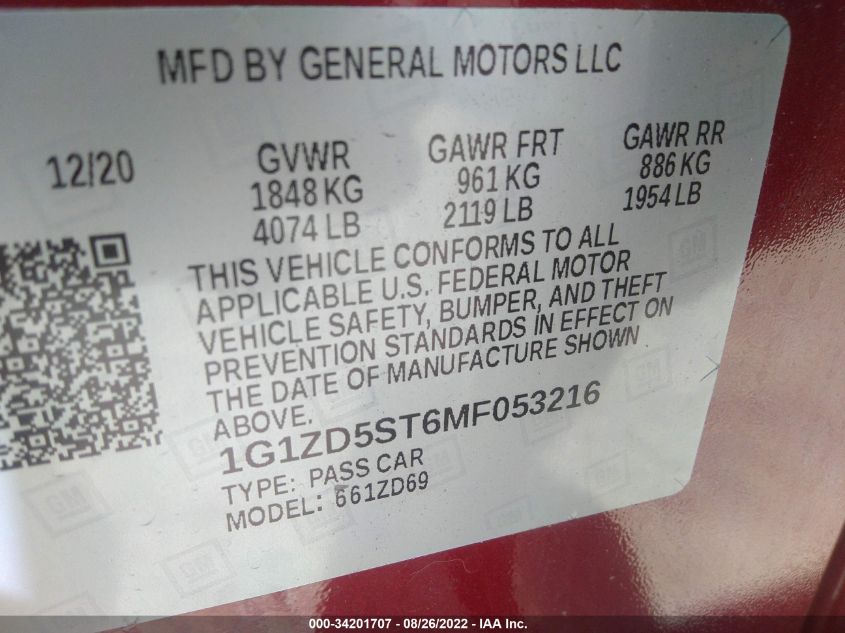 MFD BY GENERAL MOTORS LLC
12/20 GVWR GAWR FRT GAWR RR
1848 KG 961 KG 886 KG
4074 LB 2119 LB 1954 LB
THIS VEHICLE CONFORMS TO ALL
APPLICABLE U.S. FEDERAL MOTOR
VEHICLE SAFETY, BUMPER, AND THEFT
PREVENTION STANDARDS IN EFFECT ON
THE DATE OF MANUFACTURE SHOWN
ABOVE.
1G1ZD5ST6MF053216
TYPE: PASS CAR
MODEL: 661ZD69
000-34201707 - 08/26/2022 - IAA Inc.